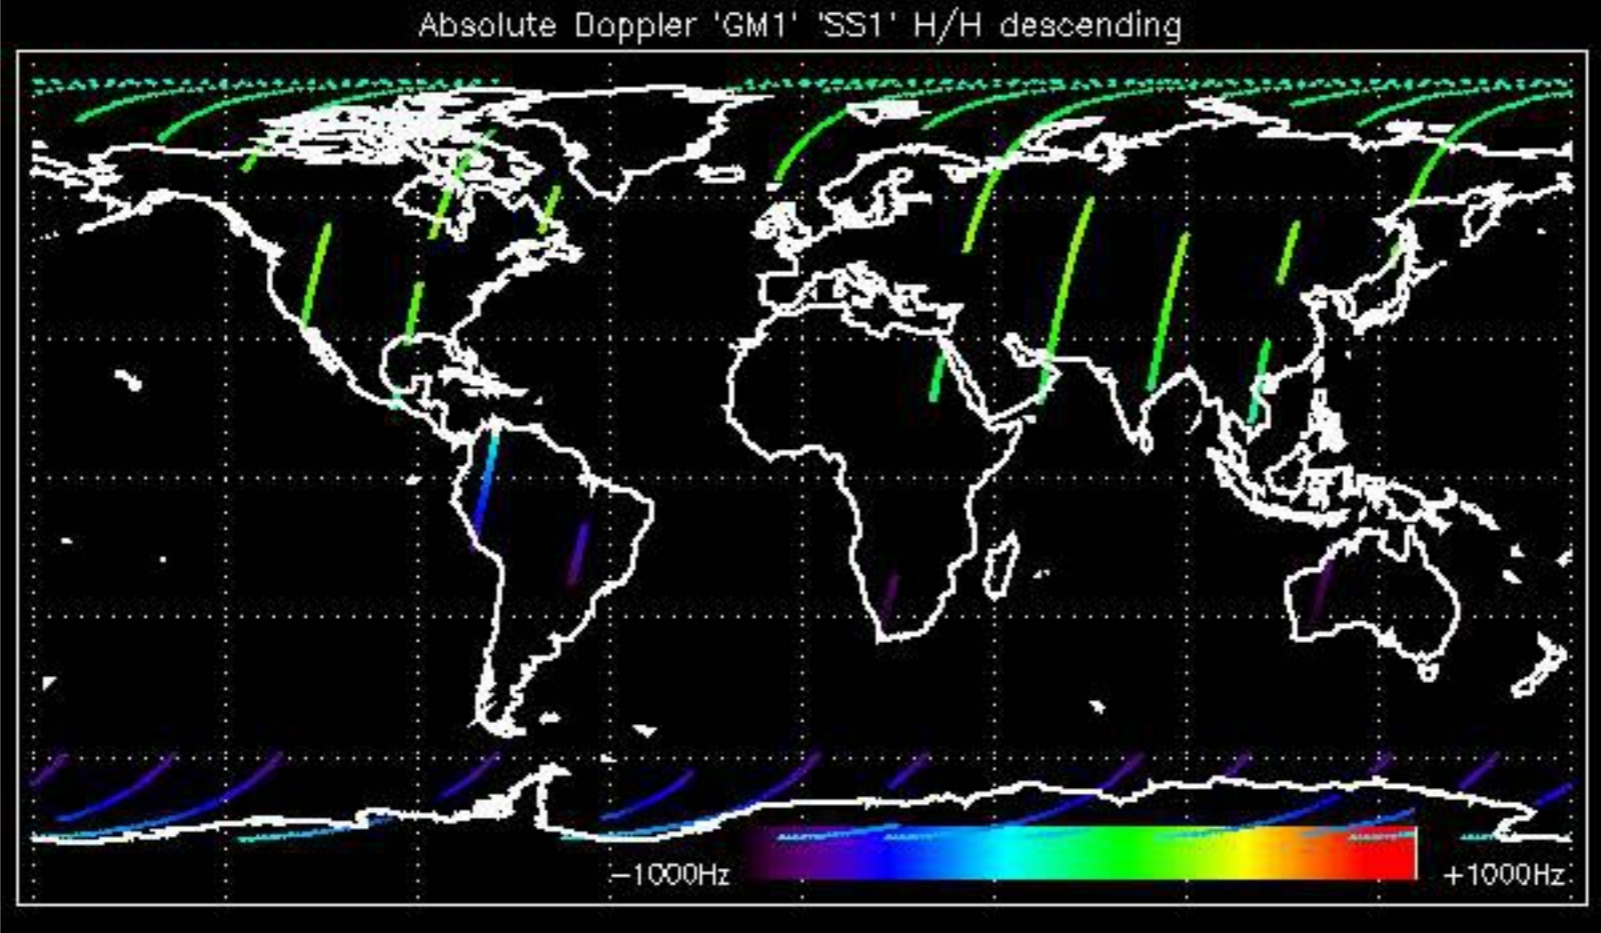 Absolute Doppler 'GM1' 'SS1' H/H descending
−1000Hz
+1000Hz